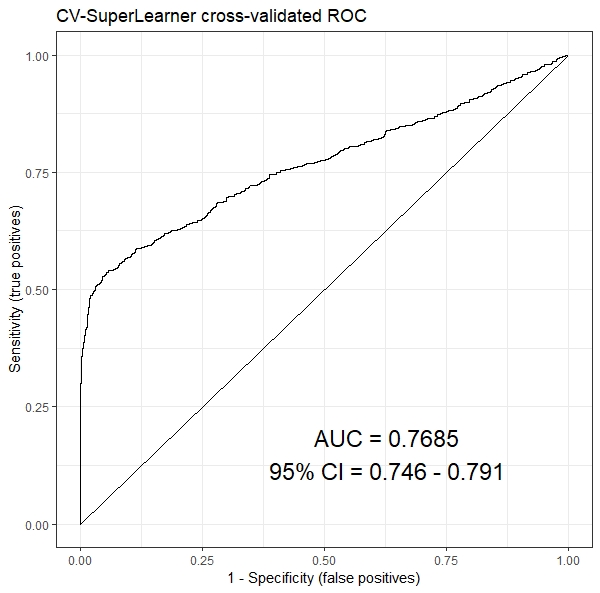 CV-SuperLearner cross-validated ROC
1.00
0.75
0.50
0.25
0.00
Sensitivity (true positives)
AUC = 0.7685
95% CI = 0.746 - 0.791
0.00 0.25 0.50 0.75 1.00
1 - Specificity (false positives)